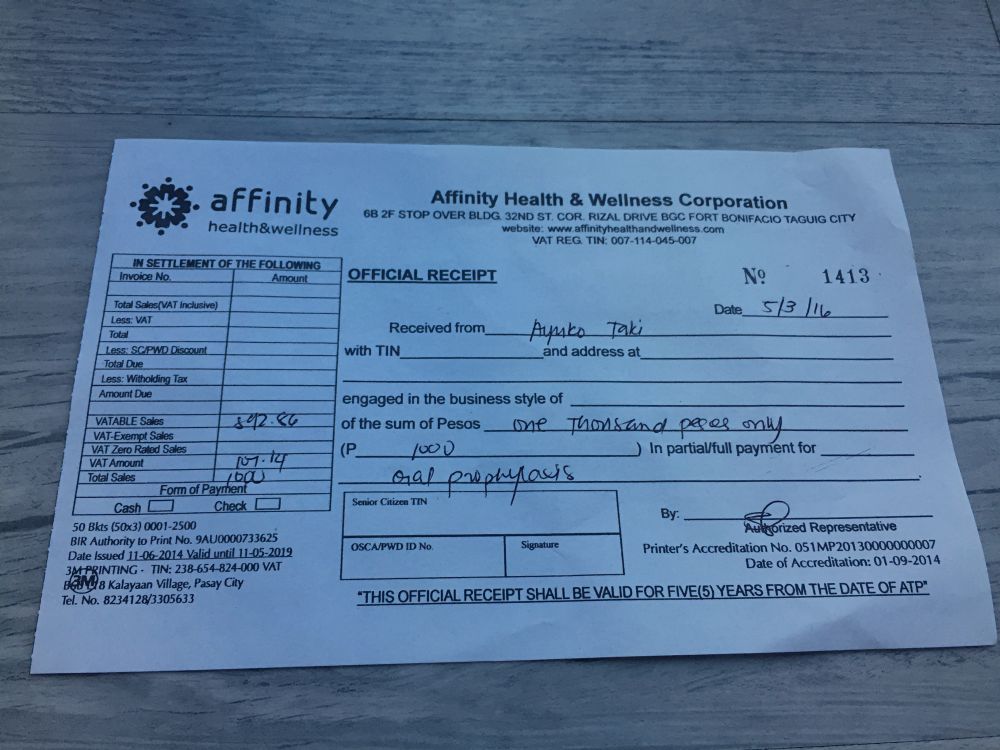 affinity
health&wellness
Affinity Health & Wellness Corporation
6B 2F STOP OVER BLDG. 32ND ST. COR. RIZAL DRIVE BGC FORT BONIFACIO TAGUIG CITY
website: www.affinityhealthandwellness.com
VAT REG. TIN: 007-114-045-007
IN SETTLEMENT OF THE FOLLOWING
Invoice No. Amount
Total Sales(VAT Inclusive)
Less: VAT
Total
Less: SC/PWD Discount
Total Due
Less: Witholding Tax
Amount Due
VATABLE Sales 892.86
VAT-Exempt Sales
VAT Zero Rated Sales
VAT Amount 107.14
Total Sales 1000
Form of Payment
Cash Check
OFFICIAL RECEIPT Nº 1413
Date 5/3/16
Received from Ayuko Taki
with TIN and address at
engaged in the business style of
of the sum of Pesos one thousand pesos only
(P 1000 ) In partial/full payment for
oral prophylaxis
Senior Citizen TIN
OSCA/PWD ID No. Signature
By:
Authorized Representative
Printer's Accreditation No. 051MP20130000000007
Date of Accreditation: 01-09-2014
"THIS OFFICIAL RECEIPT SHALL BE VALID FOR FIVE(5) YEARS FROM THE DATE OF ATP"
50 Bkts (50x3) 0001-2500
BIR Authority to Print No. 9AU0000733625
Date Issued 11-06-2014 Valid until 11-05-2019
3M PRINTING - TIN: 238-654-824-000 VAT
3M 8 Kalayaan Village, Pasay City
Tel. No. 8234128/3305633